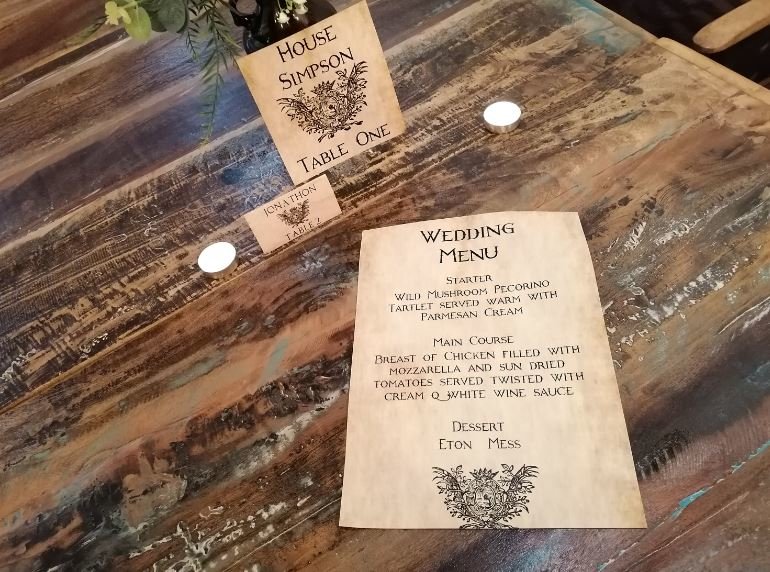 HOUSE
SIMPSON
TABLE ONE
JONATHON
TABLE 2
WEDDING
MENU
STARTER
WILD MUSHROOM PECORINO
TARTLET SERVED WARM WITH
PARMESAN CREAM
MAIN COURSE
BREAST OF CHICKEN FILLED WITH
MOZZARELLA AND SUN DRIED
TOMATOES SERVED TWISTED WITH
CREAM & WHITE WINE SAUCE
DESSERT
ETON MESS